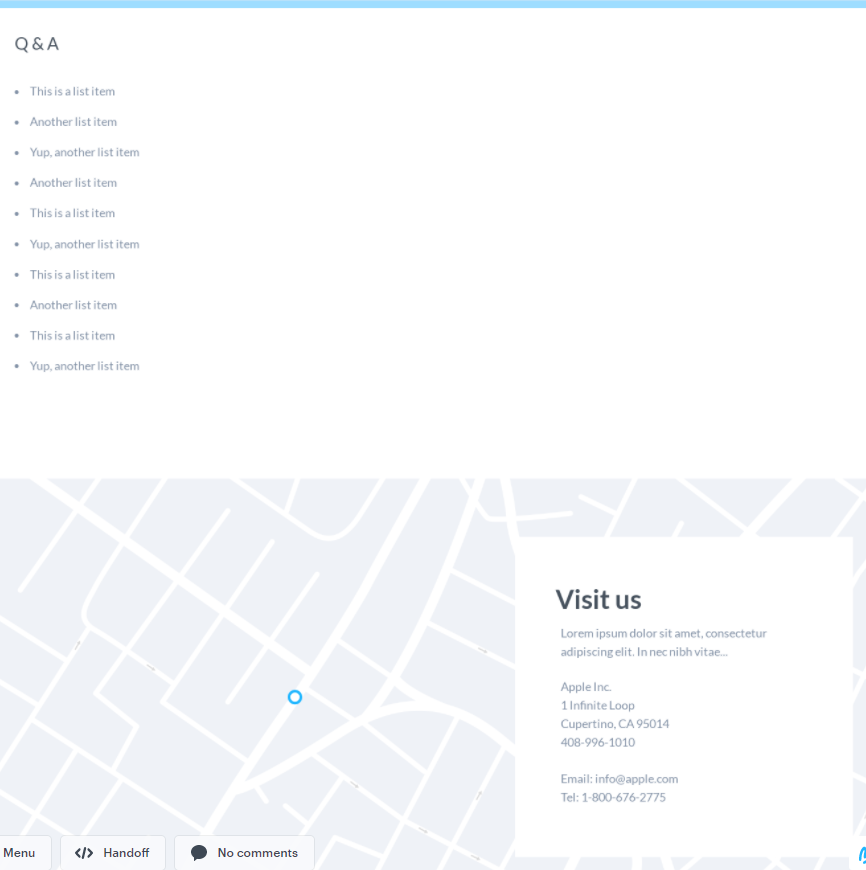 Q & A
This is a list item
Another list item
Yup, another list item
Another list item
This is a list item
Yup, another list item
This is a list item
Another list item
This is a list item
Yup, another list item
Visit us
Lorem ipsum dolor sit amet, consectetur
adipiscing elit. In nec nibh vitae...
Apple Inc.
1 Infinite Loop
Cupertino, CA 95014
408-996-1010
Email: info@apple.com
Tel: 1-800-676-2775
Menu
</> Handoff
No comments